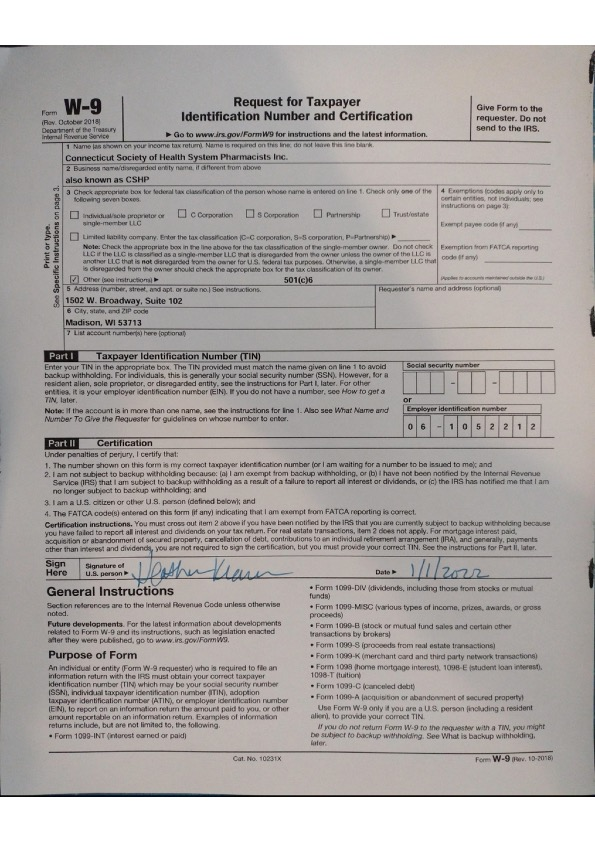 Form W-9
(Rev. October 2018)
Department of the Treasury
Internal Revenue Service
Request for Taxpayer
Identification Number and Certification
▶ Go to www.irs.gov/FormW9 for instructions and the latest information.
Give Form to the
requester. Do not
send to the IRS.
Print or type.
See Specific Instructions on page 3.
1 Name (as shown on your income tax return). Name is required on this line; do not leave this line blank.
Connecticut Society of Health System Pharmacists Inc.
2 Business name/disregarded entity name, if different from above
also known as CSHP
3 Check appropriate box for federal tax classification of the person whose name is entered on line 1. Check only one of the
following seven boxes.
Individual/sole proprietor or
single-member LLC
C Corporation
S Corporation
Partnership
Trust/estate
Limited liability company. Enter the tax classification (C=C corporation, S=S corporation, P=Partnership) ▶
Note: Check the appropriate box in the line above for the tax classification of the single-member owner. Do not check
LLC if the LLC is classified as a single-member LLC that is disregarded from the owner unless the owner of the LLC is
another LLC that is not disregarded from the owner for U.S. federal tax purposes. Otherwise, a single-member LLC that
is disregarded from the owner should check the appropriate box for the tax classification of its owner.
✓ Other (see instructions) ▶ 501(c)6
4 Exemptions (codes apply only to
certain entities, not individuals; see
instructions on page 3):
Exempt payee code (if any)
Exemption from FATCA reporting
code (if any)
(Applies to accounts maintained outside the U.S.)
5 Address (number, street, and apt. or suite no.) See instructions.
1502 W. Broadway, Suite 102
Requester's name and address (optional)
6 City, state, and ZIP code
Madison, WI 53713
7 List account number(s) here (optional)
Part I Taxpayer Identification Number (TIN)
Enter your TIN in the appropriate box. The TIN provided must match the name given on line 1 to avoid
backup withholding. For individuals, this is generally your social security number (SSN). However, for a
resident alien, sole proprietor, or disregarded entity, see the instructions for Part I, later. For other
entities, it is your employer identification number (EIN). If you do not have a number, see How to get a
TIN, later.
Note: If the account is in more than one name, see the instructions for line 1. Also see What Name and
Number To Give the Requester for guidelines on whose number to enter.
Social security number
– –
or
Employer identification number
0 6 – 1 0 5 2 2 1 2
Part II Certification
Under penalties of perjury, I certify that:
1. The number shown on this form is my correct taxpayer identification number (or I am waiting for a number to be issued to me); and
2. I am not subject to backup withholding because: (a) I am exempt from backup withholding, or (b) I have not been notified by the Internal Revenue
Service (IRS) that I am subject to backup withholding as a result of a failure to report all interest or dividends, or (c) the IRS has notified me that I am
no longer subject to backup withholding; and
3. I am a U.S. citizen or other U.S. person (defined below); and
4. The FATCA code(s) entered on this form (if any) indicating that I am exempt from FATCA reporting is correct.
Certification instructions. You must cross out item 2 above if you have been notified by the IRS that you are currently subject to backup withholding because
you have failed to report all interest and dividends on your tax return. For real estate transactions, item 2 does not apply. For mortgage interest paid,
acquisition or abandonment of secured property, cancellation of debt, contributions to an individual retirement arrangement (IRA), and generally, payments
other than interest and dividends, you are not required to sign the certification, but you must provide your correct TIN. See the instructions for Part II, later.
Sign
Here
Signature of
U.S. person ▶
Date ▶ 1/1/2022
General Instructions
Section references are to the Internal Revenue Code unless otherwise
noted.
Future developments. For the latest information about developments
related to Form W-9 and its instructions, such as legislation enacted
after they were published, go to www.irs.gov/FormW9.
Purpose of Form
An individual or entity (Form W-9 requester) who is required to file an
information return with the IRS must obtain your correct taxpayer
identification number (TIN) which may be your social security number
(SSN), individual taxpayer identification number (ITIN), adoption
taxpayer identification number (ATIN), or employer identification number
(EIN), to report on an information return the amount paid to you, or other
amount reportable on an information return. Examples of information
returns include, but are not limited to, the following.
• Form 1099-INT (interest earned or paid)
• Form 1099-DIV (dividends, including those from stocks or mutual
funds)
• Form 1099-MISC (various types of income, prizes, awards, or gross
proceeds)
• Form 1099-B (stock or mutual fund sales and certain other
transactions by brokers)
• Form 1099-S (proceeds from real estate transactions)
• Form 1099-K (merchant card and third party network transactions)
• Form 1098 (home mortgage interest), 1098-E (student loan interest),
1098-T (tuition)
• Form 1099-C (canceled debt)
• Form 1099-A (acquisition or abandonment of secured property)
Use Form W-9 only if you are a U.S. person (including a resident
alien), to provide your correct TIN.
If you do not return Form W-9 to the requester with a TIN, you might
be subject to backup withholding. See What is backup withholding,
later.
Cat. No. 10231X
Form W-9 (Rev. 10-2018)